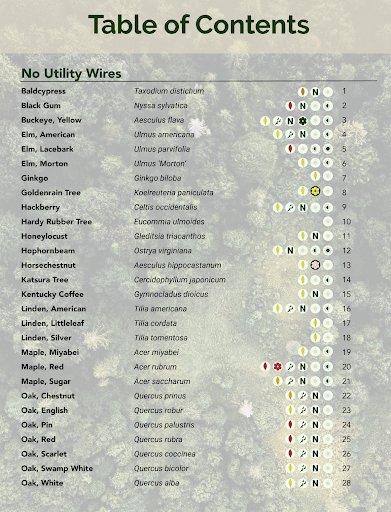 Table of Contents
No Utility Wires
Baldcypress Taxodium distichum N 1
Black Gum Nyssa sylvatica N 2
Buckeye, Yellow Aesculus flava N 3
Elm, American Ulmus americana N 4
Elm, Lacebark Ulmus parvifolia 5
Elm, Morton Ulmus 'Morton' 6
Ginkgo Ginkgo biloba 7
Goldenrain Tree Koelreuteria paniculata 8
Hackberry Celtis occidentalis N 9
Hardy Rubber Tree Eucommia ulmoides 10
Honeylocust Gleditsia triacanthos N 11
Hophornbeam Ostrya virginiana N 12
Horsechestnut Aesculus hippocastanum 13
Katsura Tree Cercidophyllum japonicum 14
Kentucky Coffee Gymnocladus dioicus N 15
Linden, American Tilia americana N 16
Linden, Littleleaf Tilia cordata 17
Linden, Silver Tilia tomentosa 18
Maple, Miyabei Acer miyabei 19
Maple, Red Acer rubrum N 20
Maple, Sugar Acer saccharum N 21
Oak, Chestnut Quercus prinus N 22
Oak, English Quercus robur N 23
Oak, Pin Quercus palustris N 24
Oak, Red Quercus rubra N 25
Oak, Scarlet Quercus coccinea N 26
Oak, Swamp White Quercus bicolor N 27
Oak, White Quercus alba N 28